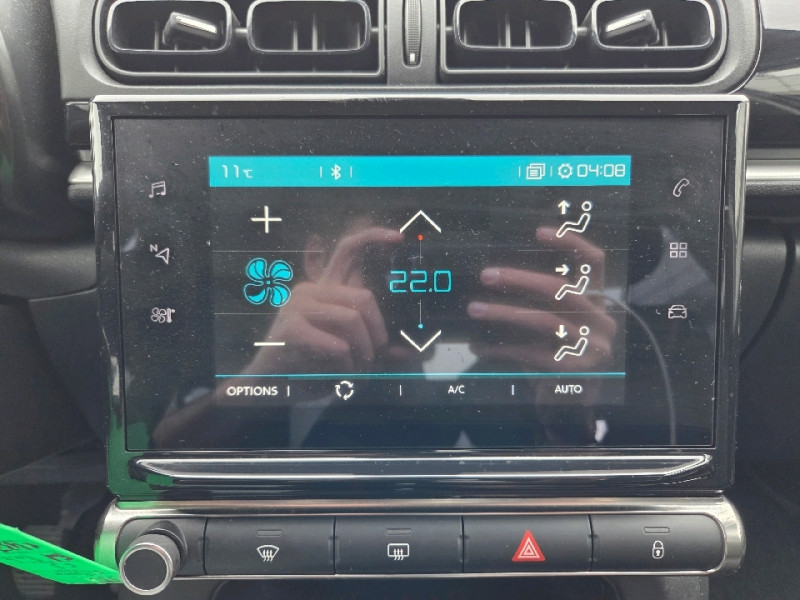 11°C 04:08
N
22.0
OPTIONS A/C AUTO